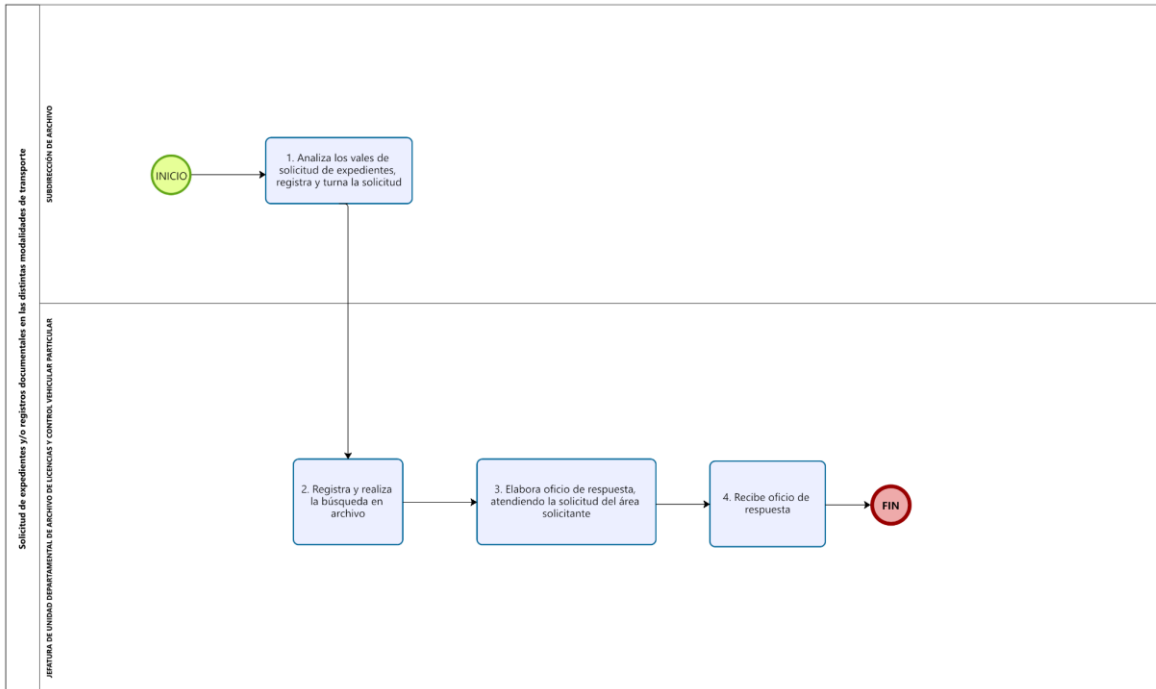 Solicitud de expedientes y/o registros documentales en las distintas modalidades de transporte
SUBDIRECCIÓN DE ARCHIVO
INICIO
1. Analiza los vales de
solicitud de expedientes,
registra y turna la solicitud
JEFATURA DE UNIDAD DEPARTAMENTAL DE ARCHIVO DE LICENCIAS Y CONTROL VEHICULAR PARTICULAR
2. Registra y realiza
la búsqueda en
archivo
3. Elabora oficio de respuesta,
atendiendo la solicitud del área
solicitante
4. Recibe oficio de
respuesta
FIN